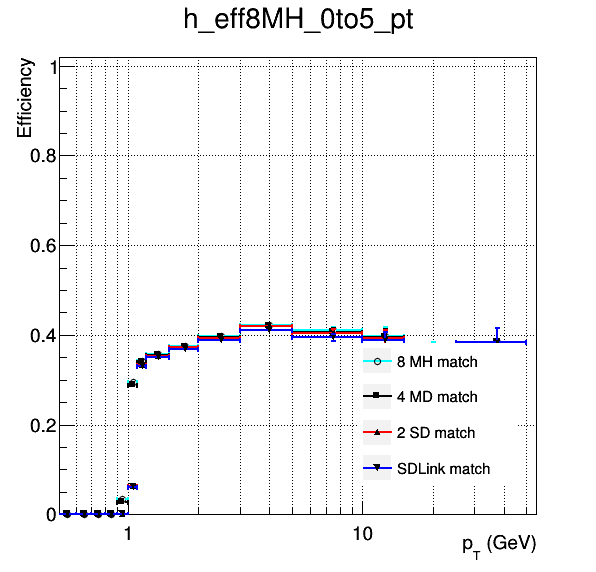 h_eff8MH_0to5_pt
Efficiency
1
0.8
0.6
0.4
0.2
0
8 MH match
4 MD match
2 SD match
SDLink match
1
10
p_T (GeV)